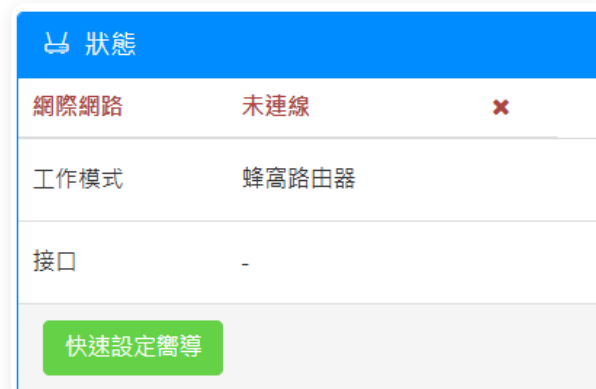 狀態
網際網路 未連線
工作模式 蜂窩路由器
接口 -
快速設定嚮導